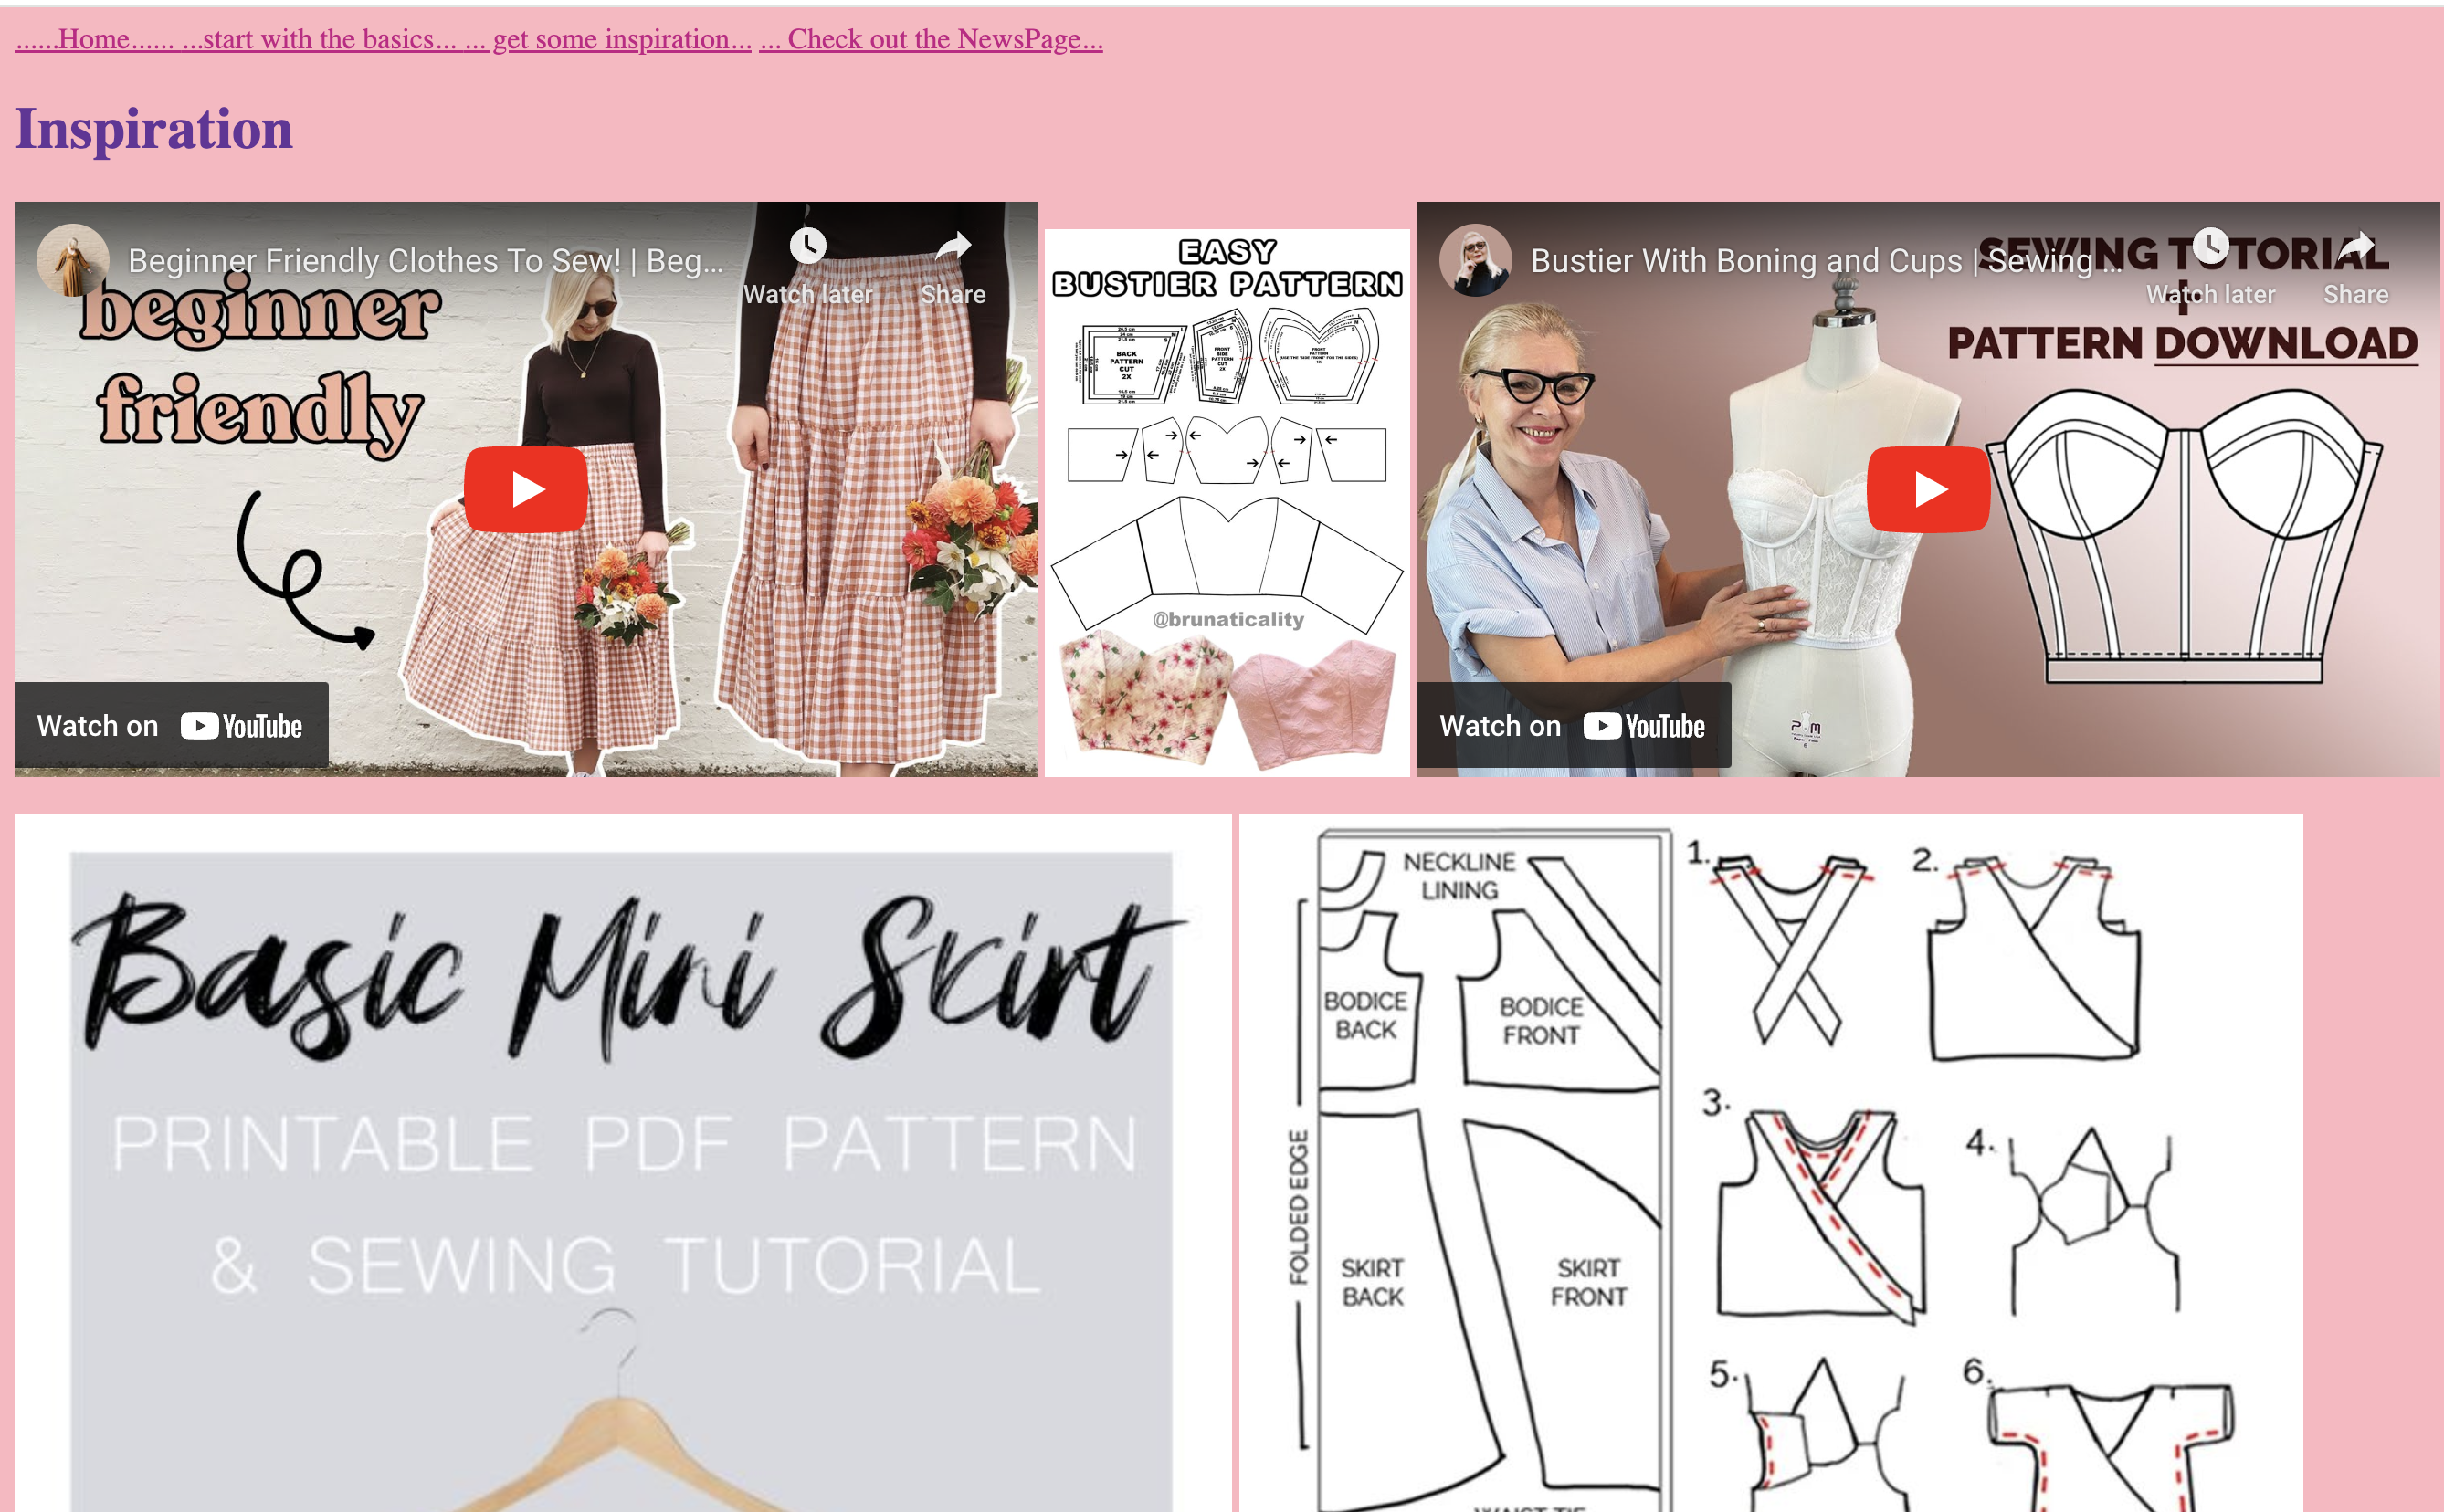 ......Home...... ...start with the basics... ... get some inspiration... ... Check out the NewsPage...
Inspiration
Beginner Friendly Clothes To Sew! | Beg...
Watch later
Share
beginner
friendly
Watch on YouTube
EASY
BUSTIER PATTERN
BACK
PATTERN
CUT
2X
FRONT
SIDE
PATTERN
CUT
2X
@brunaticality
Bustier With Boning and Cups | Sewing ...
Watch later
Share
SEWING TUTORIAL
+
PATTERN DOWNLOAD
Watch on YouTube
Basic Mini Skirt
PRINTABLE PDF PATTERN
& SEWING TUTORIAL
NECKLINE
LINING
BODICE
BACK
BODICE
FRONT
FOLDED EDGE
SKIRT
BACK
SKIRT
FRONT
1.
2.
3.
4.
5.
6.